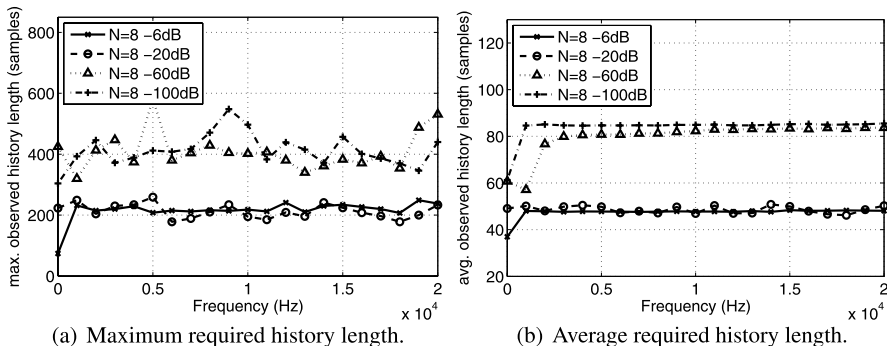 max. observed history length (samples)
800
600
400
200
0
N=8 -6dB
N=8 -20dB
N=8 -60dB
N=8 -100dB
0
0.5
1
1.5
2
Frequency (Hz)
x 10^4
(a) Maximum required history length.
avg. observed history length (samples)
120
100
80
60
40
20
N=8 -6dB
N=8 -20dB
N=8 -60dB
N=8 -100dB
0
0.5
1
1.5
2
Frequency (Hz)
x 10^4
(b) Average required history length.